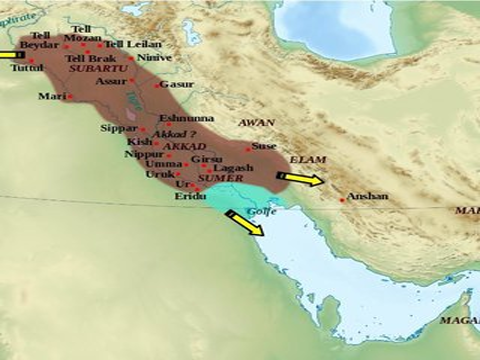 Euphrate
Tell
Beydar
Tell
Mozan
Tell Leilan
Tell Brak
Ninive
Tuttul
SUBARTU
Assur
Gasur
Mari
Tigre
Eshnunna
AWAN
Sippar
Akkad ?
Kish
AKKAD
Suse
Nippur
Girsu
ELAM
Umma
Lagash
Uruk
SUMER
Ur
Anshan
Eridu
Golfe
MAR
MAGA